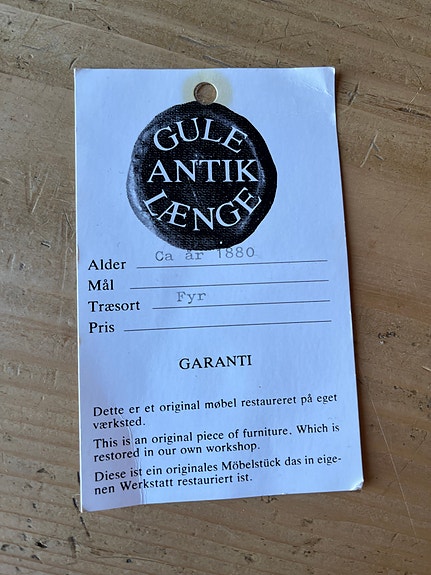 GULE
ANTIK
LÆNGE
Alder Ca år 1880
Mål
Træsort Fyr
Pris
GARANTI
Dette er et original møbel restaureret på eget
værksted.
This is an original piece of furniture. Which is
restored in our own workshop.
Diese ist ein originales Möbelstück das in eige-
nen Werkstatt restauriert ist.